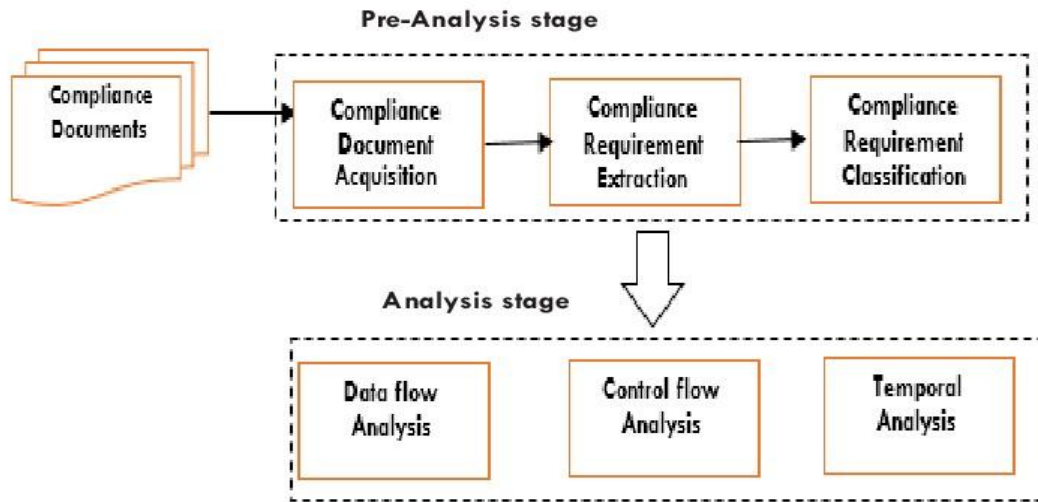 Pre-Analysis stage
Compliance
Documents
Compliance
Document
Acquisition
Compliance
Requirement
Extraction
Compliance
Requirement
Classification
Analysis stage
Data flow
Analysis
Control flow
Analysis
Temporal
Analysis